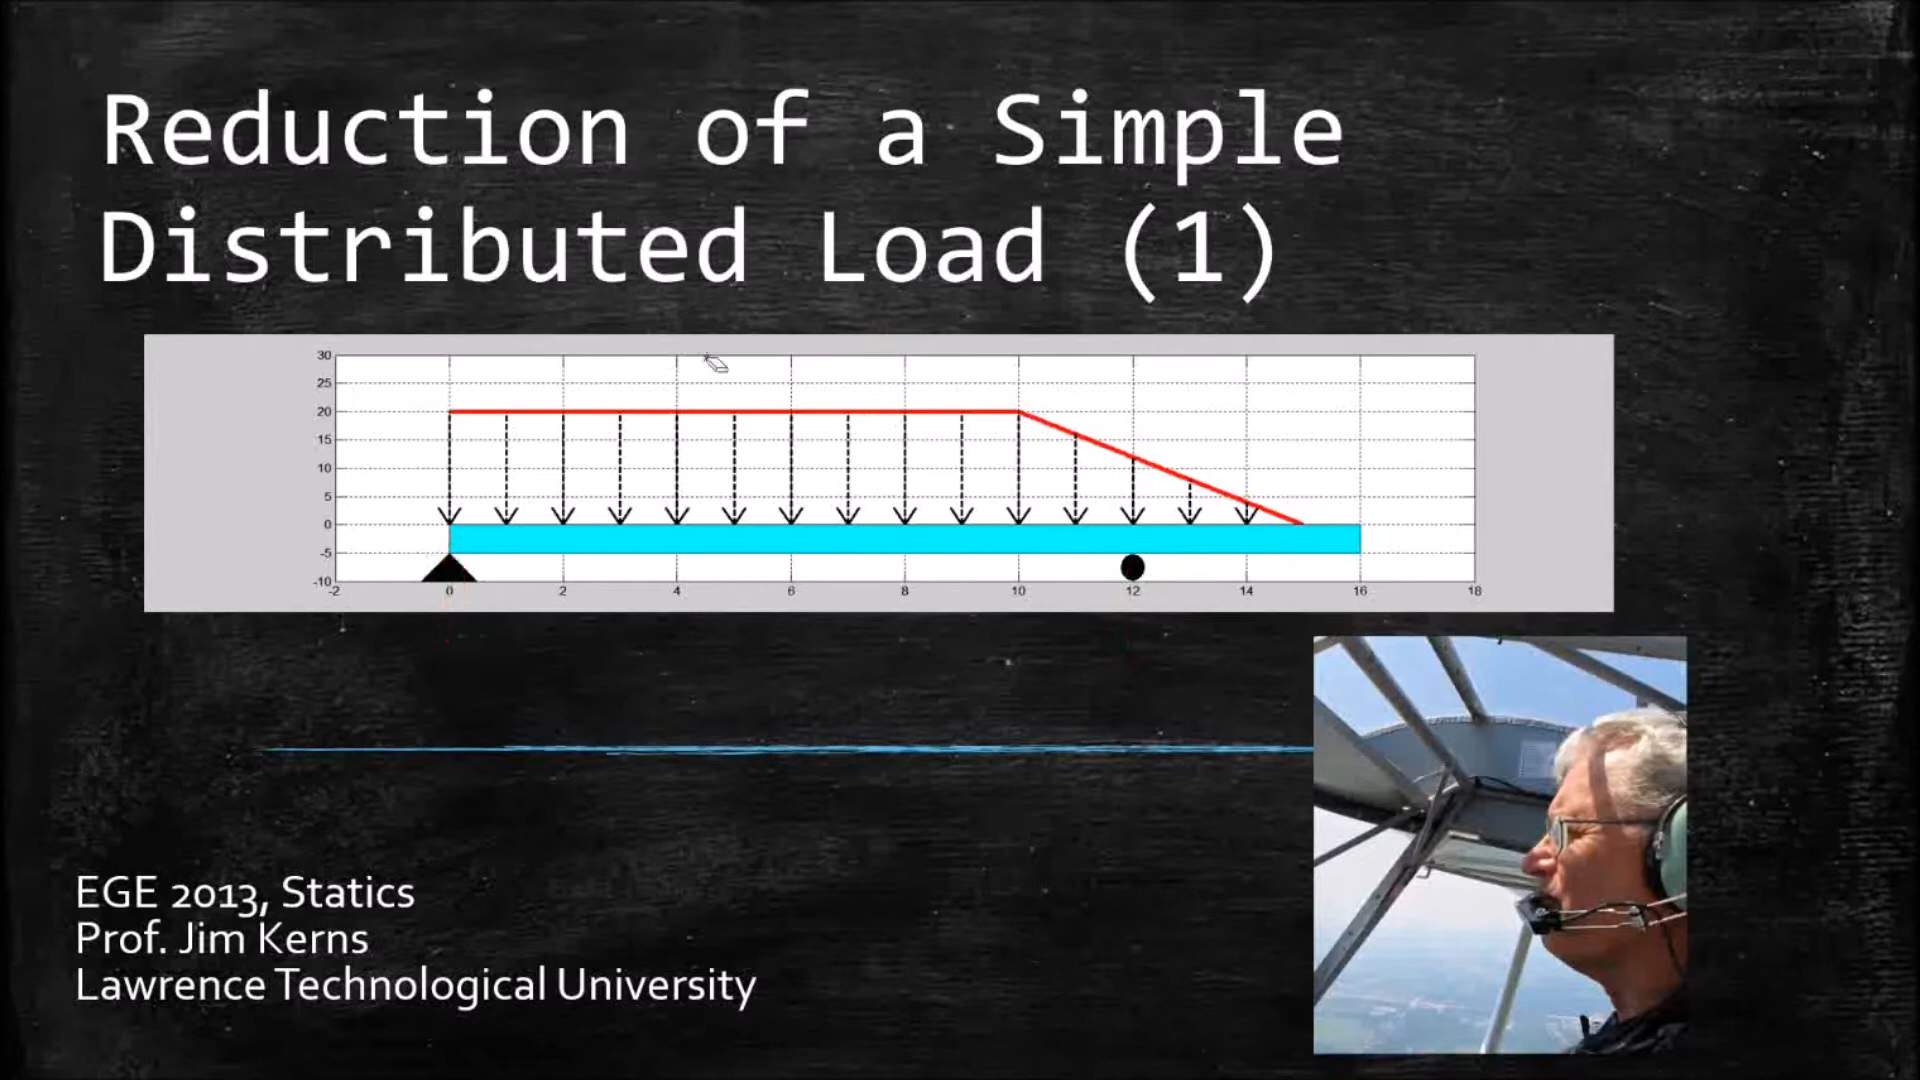 Reduction of a Simple
Distributed Load (1)
30
25
20
15
10
5
0
-5
-10
-2 0 2 4 6 8 10 12 14 16 18
EGE 2013, Statics
Prof. Jim Kerns
Lawrence Technological University